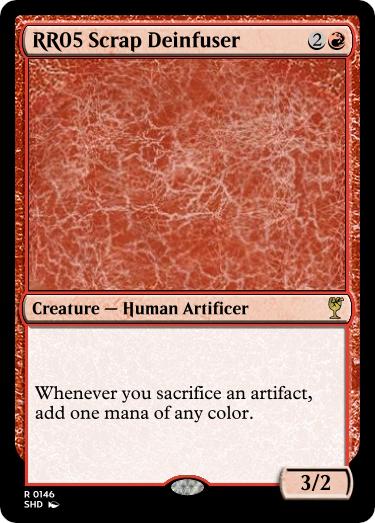 RR05 Scrap Deinfuser 2
Creature — Human Artificer
Whenever you sacrifice an artifact,
add one mana of any color.
3/2
R 0146
SHD